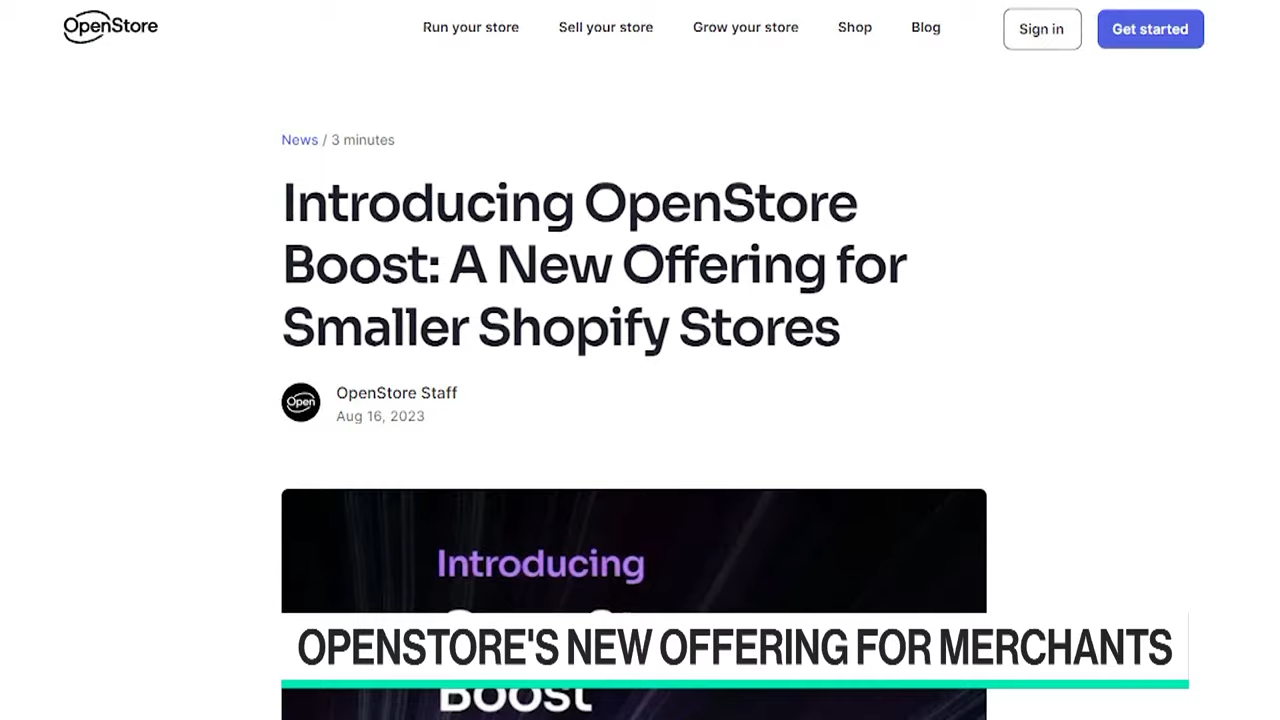 OpenStore
Run your store
Sell your store
Grow your store
Shop
Blog
Sign in
Get started
News / 3 minutes
Introducing OpenStore
Boost: A New Offering for
Smaller Shopify Stores
Open
OpenStore Staff
Aug 16, 2023
Introducing
OPENSTORE'S NEW OFFERING FOR MERCHANTS
Boost